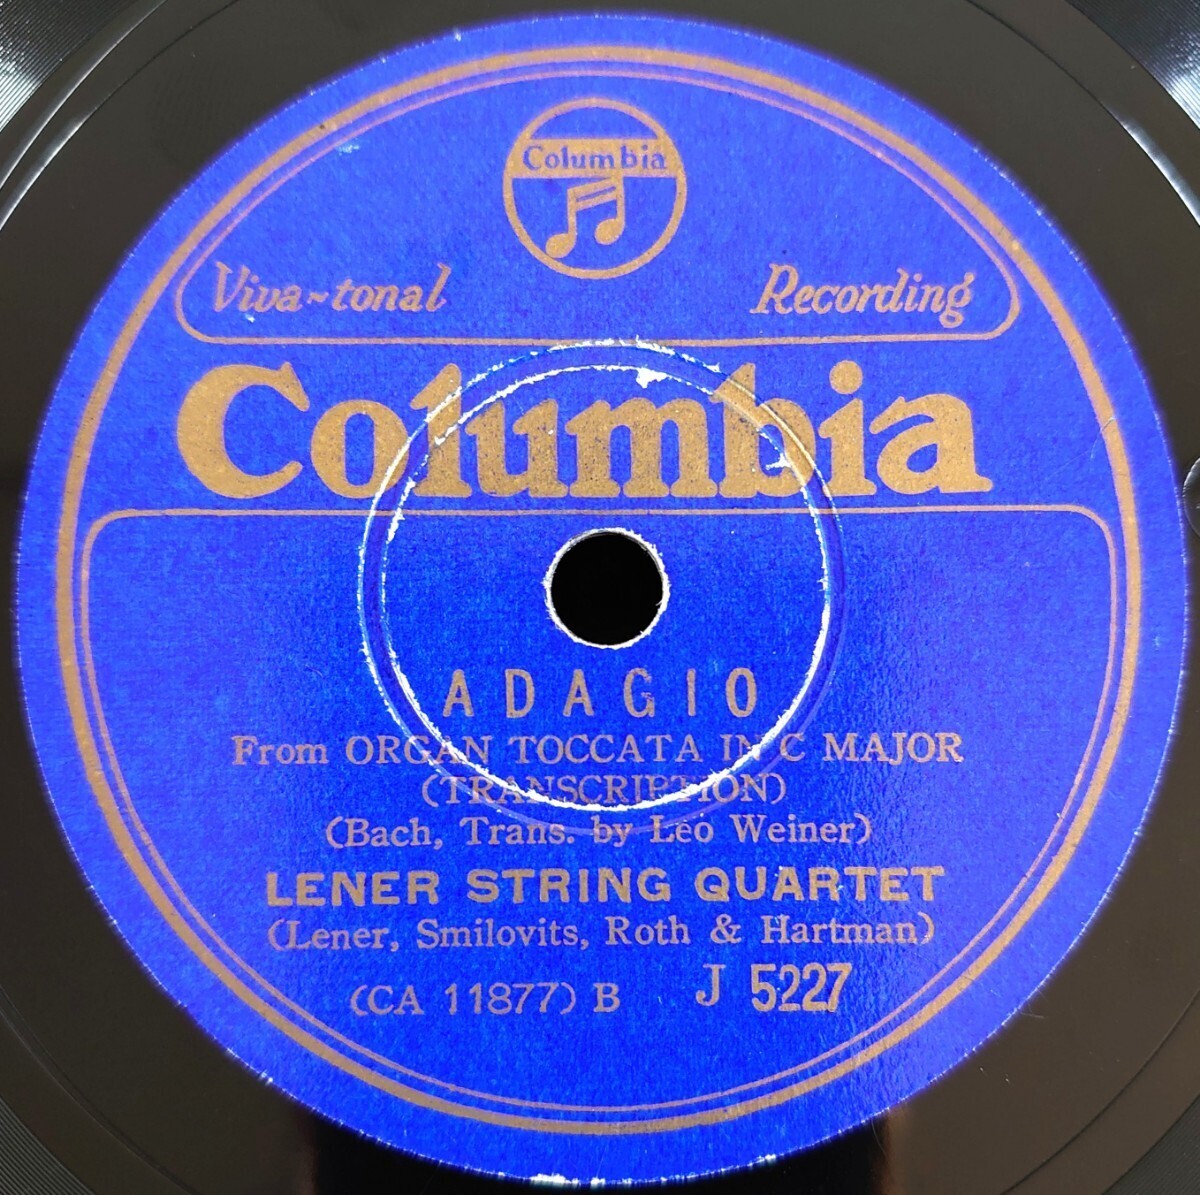 Columbia
Viva-tonal Recording
Columbia
ADAGIO
From ORGAN TOCCATA IN C MAJOR
(TRANSCRIPTION)
(Bach, Trans. by Leo Weiner)
LENER STRING QUARTET
(Lener, Smilovits, Roth & Hartman)
(CA 11877) B J 5227